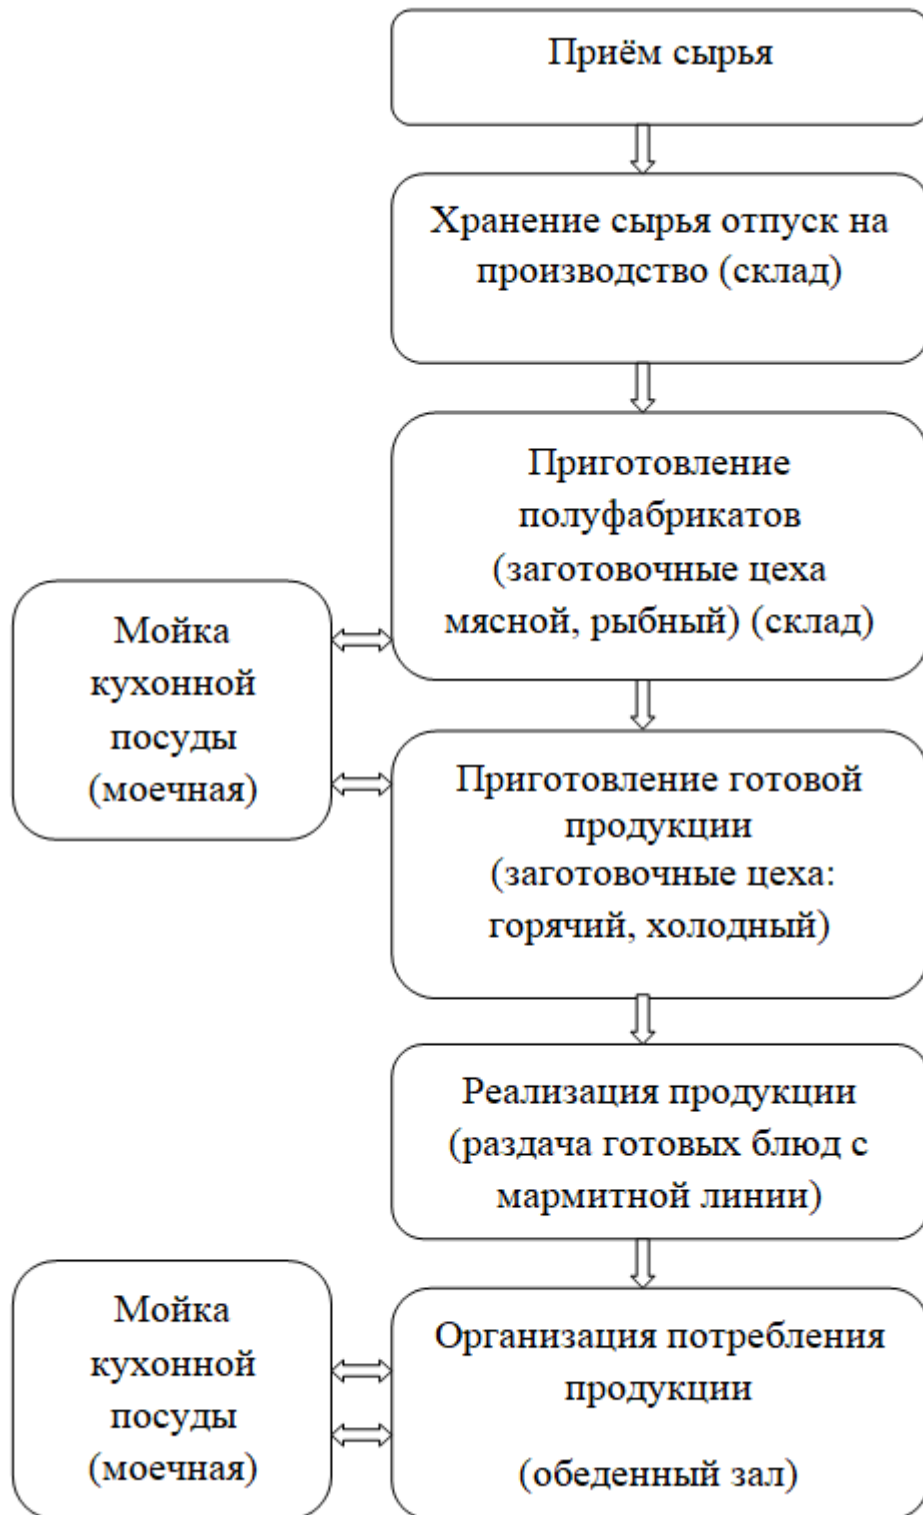 Приём сырья
Хранение сырья отпуск на
производство (склад)
Приготовление
полуфабрикатов
(заготовочные цеха
мясной, рыбный) (склад)
Мойка
кухонной
посуды
(моечная)
Приготовление готовой
продукции
(заготовочные цеха:
горячий, холодный)
Реализация продукции
(раздача готовых блюд с
мармитной линии)
Мойка
кухонной
посуды
(моечная)
Организация потребления
продукции
(обеденный зал)